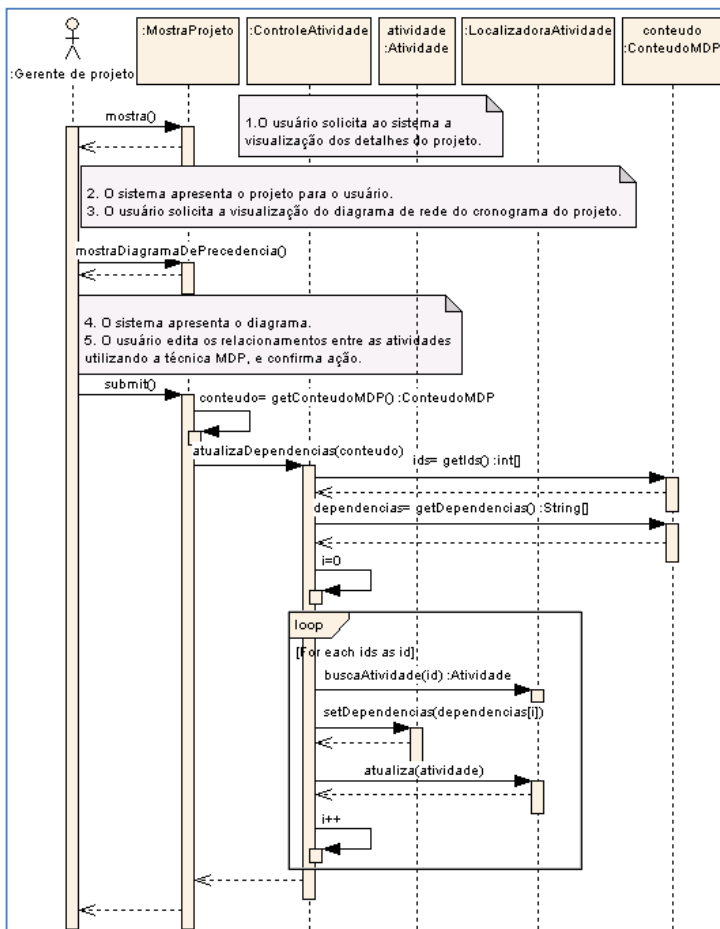 :MostraProjeto
:ControleAtividade
atividade
:Atividade
:LocalizadoraAtividade
conteudo
:ConteudoMDP
:Gerente de projeto
mostra()
1.O usuário solicita ao sistema a
visualização dos detalhes do projeto.
2. O sistema apresenta o projeto para o usuário.
3. O usuário solicita a visualização do diagrama de rede do cronograma do projeto.
mostraDiagramaDePrecedencia()
4. O sistema apresenta o diagrama.
5. O usuário edita os relacionamentos entre as atividades
utilizando a técnica MDP, e confirma ação.
submit()
conteudo= getConteudoMDP() :ConteudoMDP
atualizaDependencias(conteudo)
ids= getIds() :int[]
dependencias= getDependencias() :String[]
i=0
loop
[For each ids as id]
buscaAtividade(id) :Atividade
setDependencias(dependencias[i])
atualiza(atividade)
i++